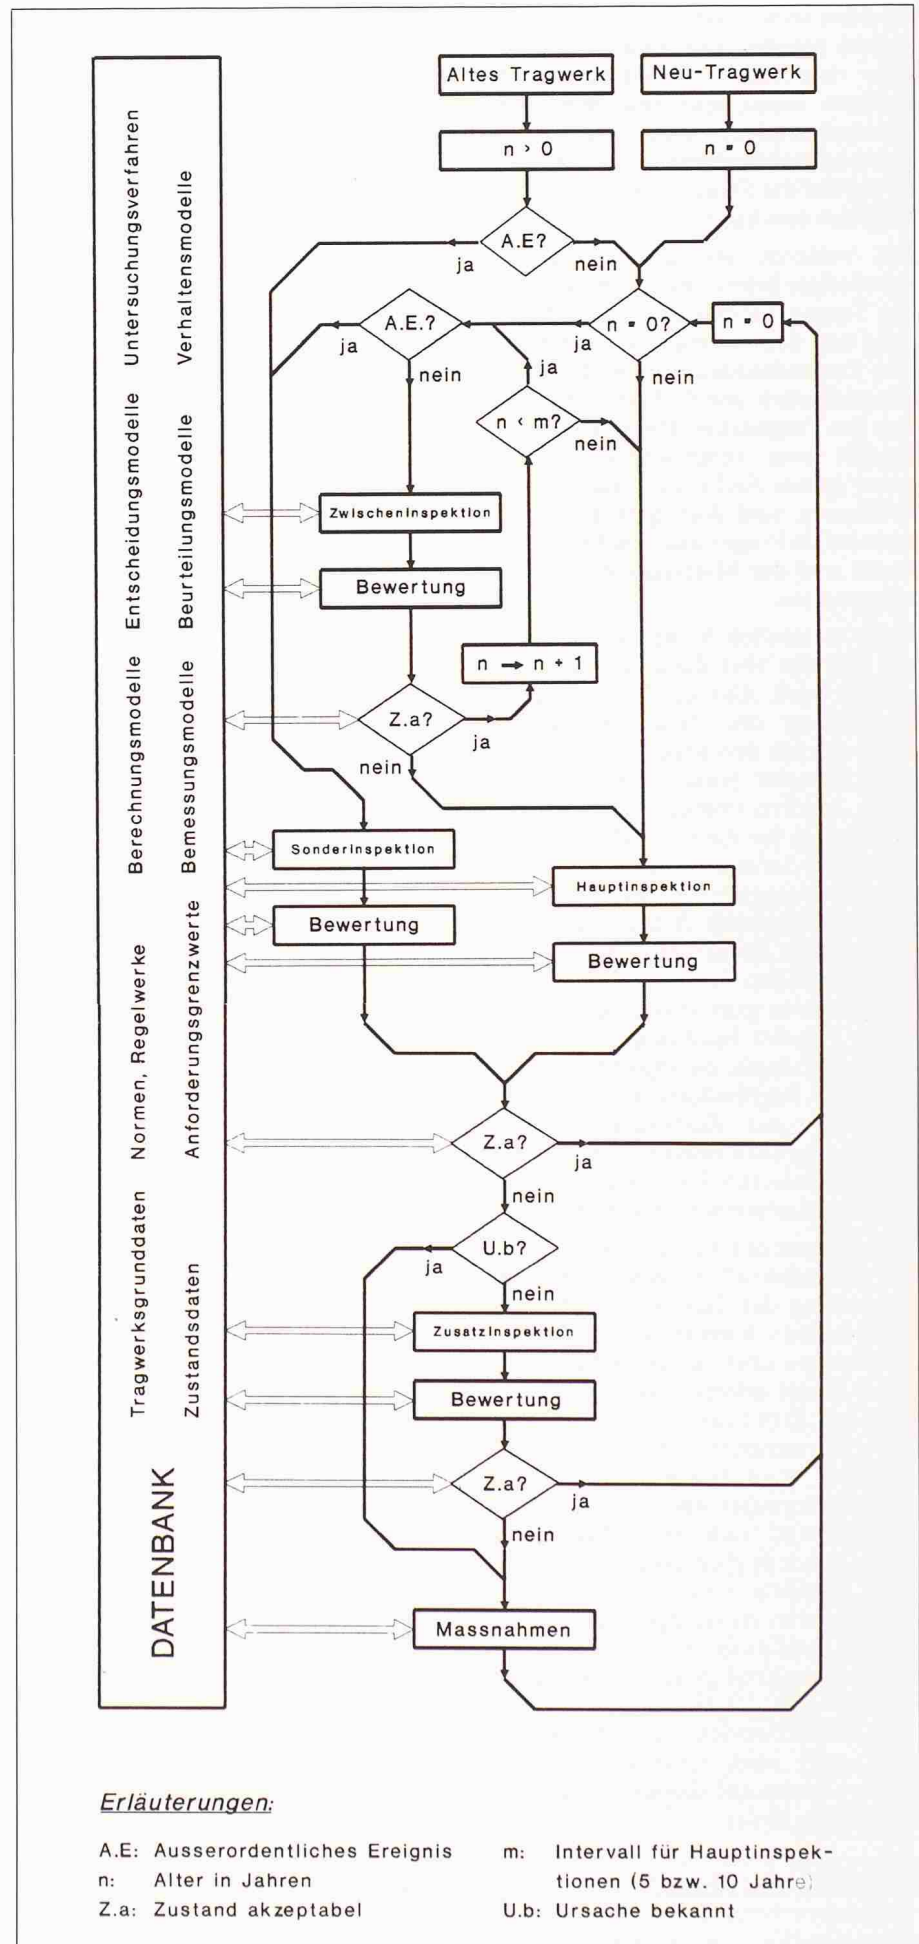 Altes Tragwerk
Neu-Tragwerk
n > 0
n = 0
A.E?
ja
nein
A.E.?
ja
nein
n = 0?
ja
nein
n = 0
n < m?
ja
nein
Zwischeninspektion
Bewertung
n → n + 1
Z.a?
ja
nein
Sonderinspektion
Hauptinspektion
Bewertung
Bewertung
Z.a?
ja
nein
U.b?
ja
nein
Zusatzinspektion
Bewertung
Z.a?
ja
nein
Massnahmen
DATENBANK
Tragwerksgrunddaten
Normen, Regelwerke
Berechnungsmodelle
Entscheidungsmodelle
Untersuchungsverfahren
Zustandsdaten
Anforderungsgrenzwerte
Bemessungsmodelle
Beurteilungsmodelle
Verhaltensmodelle
Erläuterungen:
A.E: Ausserordentliches Ereignis
n: Alter in Jahren
Z.a: Zustand akzeptabel
m: Intervall für Hauptinspek-
tionen (5 bzw. 10 Jahre)
U.b: Ursache bekannt